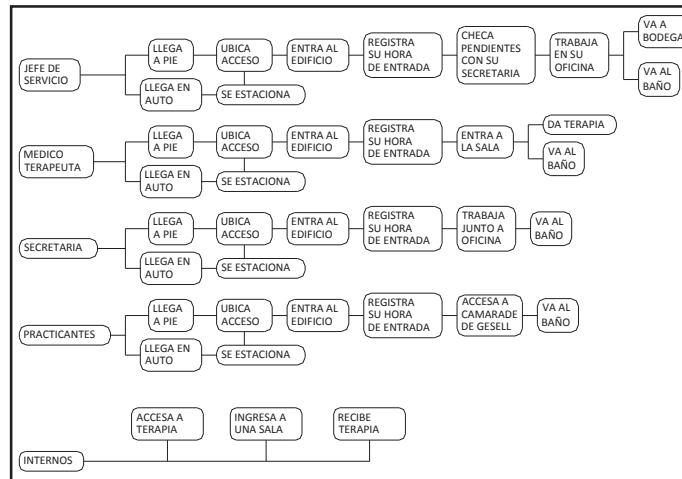 JEFE DE
SERVICIO
LLEGA
A PIE
LLEGA EN
AUTO
UBICA
ACCESO
SE ESTACIONA
ENTRA AL
EDIFICIO
REGISTRA
SU HORA
DE ENTRADA
CHECA
PENDIENTES
CON SU
SECRETARIA
TRABAJA
EN SU
OFICINA
VA A
BODEGA
VA AL
BAÑO
MEDICO
TERAPEUTA
LLEGA
A PIE
LLEGA EN
AUTO
UBICA
ACCESO
SE ESTACIONA
ENTRA AL
EDIFICIO
REGISTRA
SU HORA
DE ENTRADA
ENTRA A
LA SALA
DA TERAPIA
VA AL
BAÑO
SECRETARIA
LLEGA
A PIE
LLEGA EN
AUTO
UBICA
ACCESO
SE ESTACIONA
ENTRA AL
EDIFICIO
REGISTRA
SU HORA
DE ENTRADA
TRABAJA
JUNTO A
OFICINA
VA AL
BAÑO
PRACTICANTES
LLEGA
A PIE
LLEGA EN
AUTO
UBICA
ACCESO
SE ESTACIONA
ENTRA AL
EDIFICIO
REGISTRA
SU HORA
DE ENTRADA
ACCESA A
CAMARADE
DE GESELL
VA AL
BAÑO
INTERNOS
ACCESA A
TERAPIA
INGRESA A
UNA SALA
RECIBE
TERAPIA